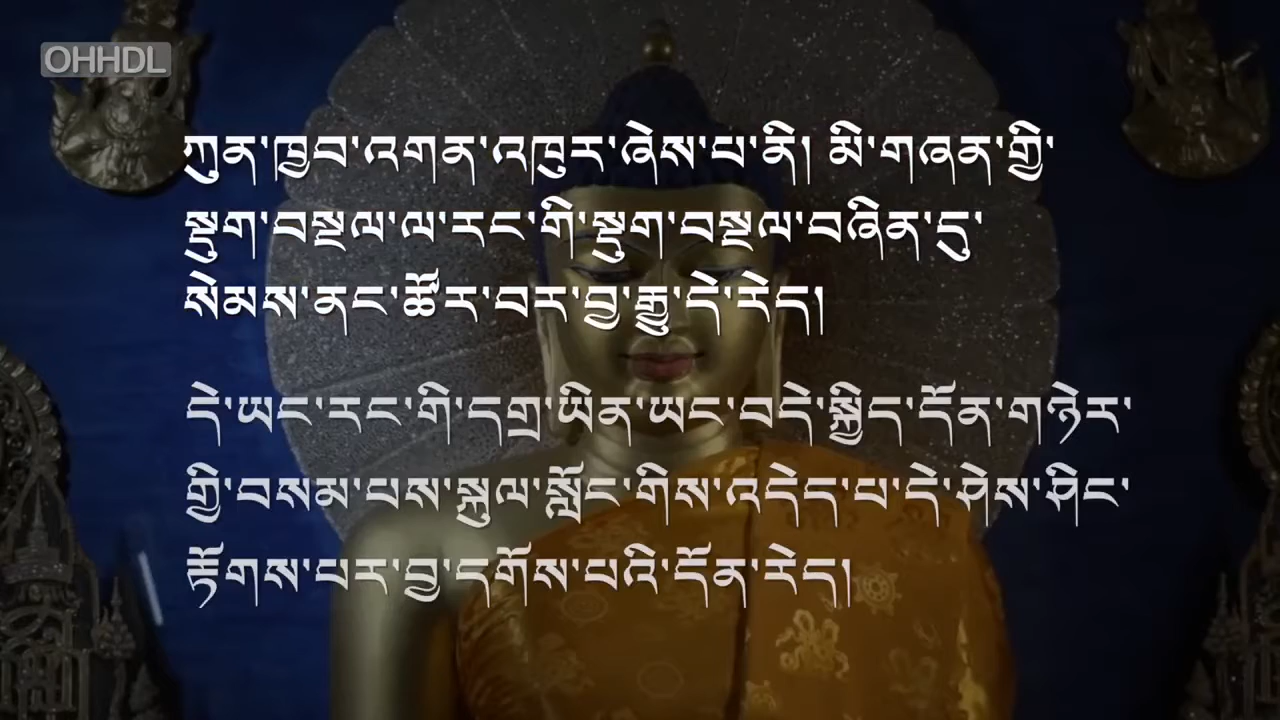 OHHDL
ཀུན་ཁྱབ་འགན་འཁུར་ཞེས་པ་ནི། མི་གཞན་གྱི་
སྡུག་བསྔལ་ལ་རང་གི་སྡུག་བསྔལ་བཞིན་དུ་
སེམས་ནང་ཚོར་བར་བྱ་རྒྱུ་དེ་རེད།
དེ་ཡང་རང་གི་དགྲ་ཡིན་ཡང་བདེ་སྐྱིད་དོན་གཉེར་
གྱི་བསམ་པས་སྐུལ་སློང་གིས་འདེད་པ་དེ་ཤེས་ཤིང་
རྟོགས་པར་བྱ་དགོས་པའི་དོན་རེད།